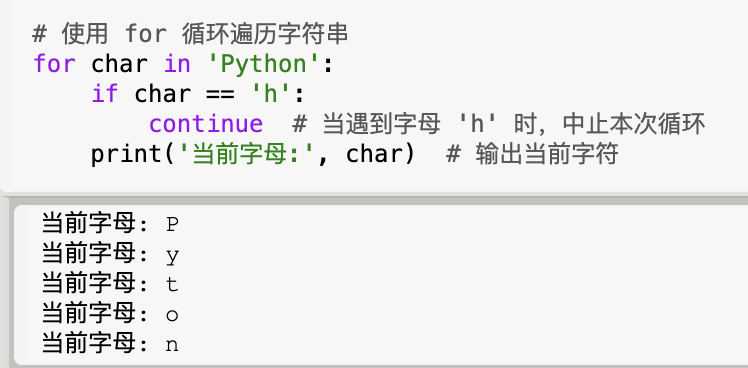 # 使用 for 循环遍历字符串
for char in 'Python':
    if char == 'h':
        continue  # 当遇到字母 'h' 时，中止本次循环
    print('当前字母:', char)  # 输出当前字符
当前字母: P
当前字母: y
当前字母: t
当前字母: o
当前字母: n